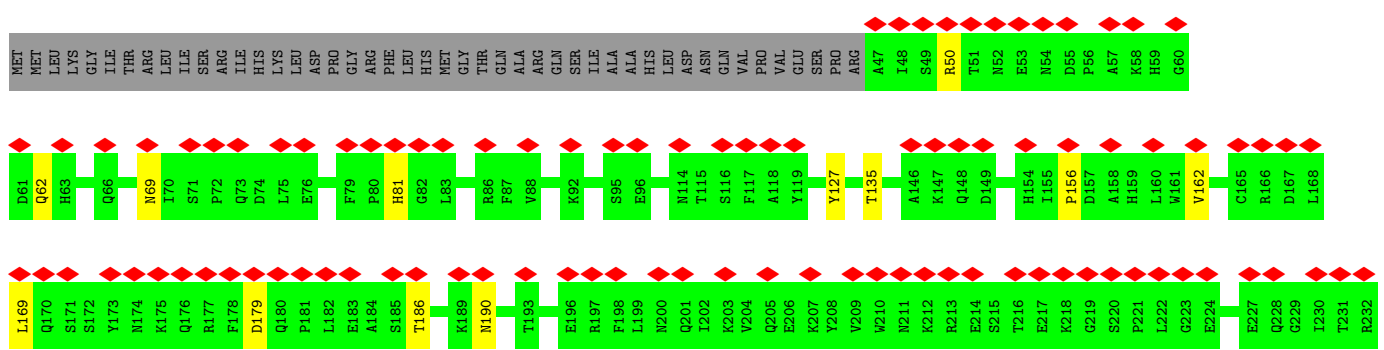 MET MET LEU LYS GLY ILE THR ARG LEU ILE SER ARG ILE HIS LYS LEU ASP PRO GLY ARG PHE LEU HIS MET GLY THR GLN ALA ARG GLN SER ILE ALA ALA HIS LEU ASP ASN GLN VAL PRO VAL GLU SER PRO ARG A47 I48 S49 R50 T51 N52 E53 N54 D55 P56 A57 K58 H59 G60
D61 Q62 H63 Q66 N69 I70 S71 P72 Q73 D74 L75 E76 F79 P80 H81 G82 L83 R86 F87 V88 K92 S95 E96 N114 T115 S116 F117 A118 Y119 Y127 T135 A146 K147 Q148 D149 H154 I155 P156 D157 A158 H159 L160 W161 V162 C165 R166 D167 L168
L169 Q170 S171 S172 Y173 N174 K175 Q176 R177 F178 D179 Q180 P181 L182 E183 A184 S185 T186 K189 N190 T193 E196 R197 F198 L199 N200 Q201 I202 K203 V204 Q205 E206 K207 Y208 V209 W210 N211 K212 R213 E214 S215 T216 E217 K218 G219 S220 P221 L222 G223 E224 E227 Q228 G229 I230 T231 R232